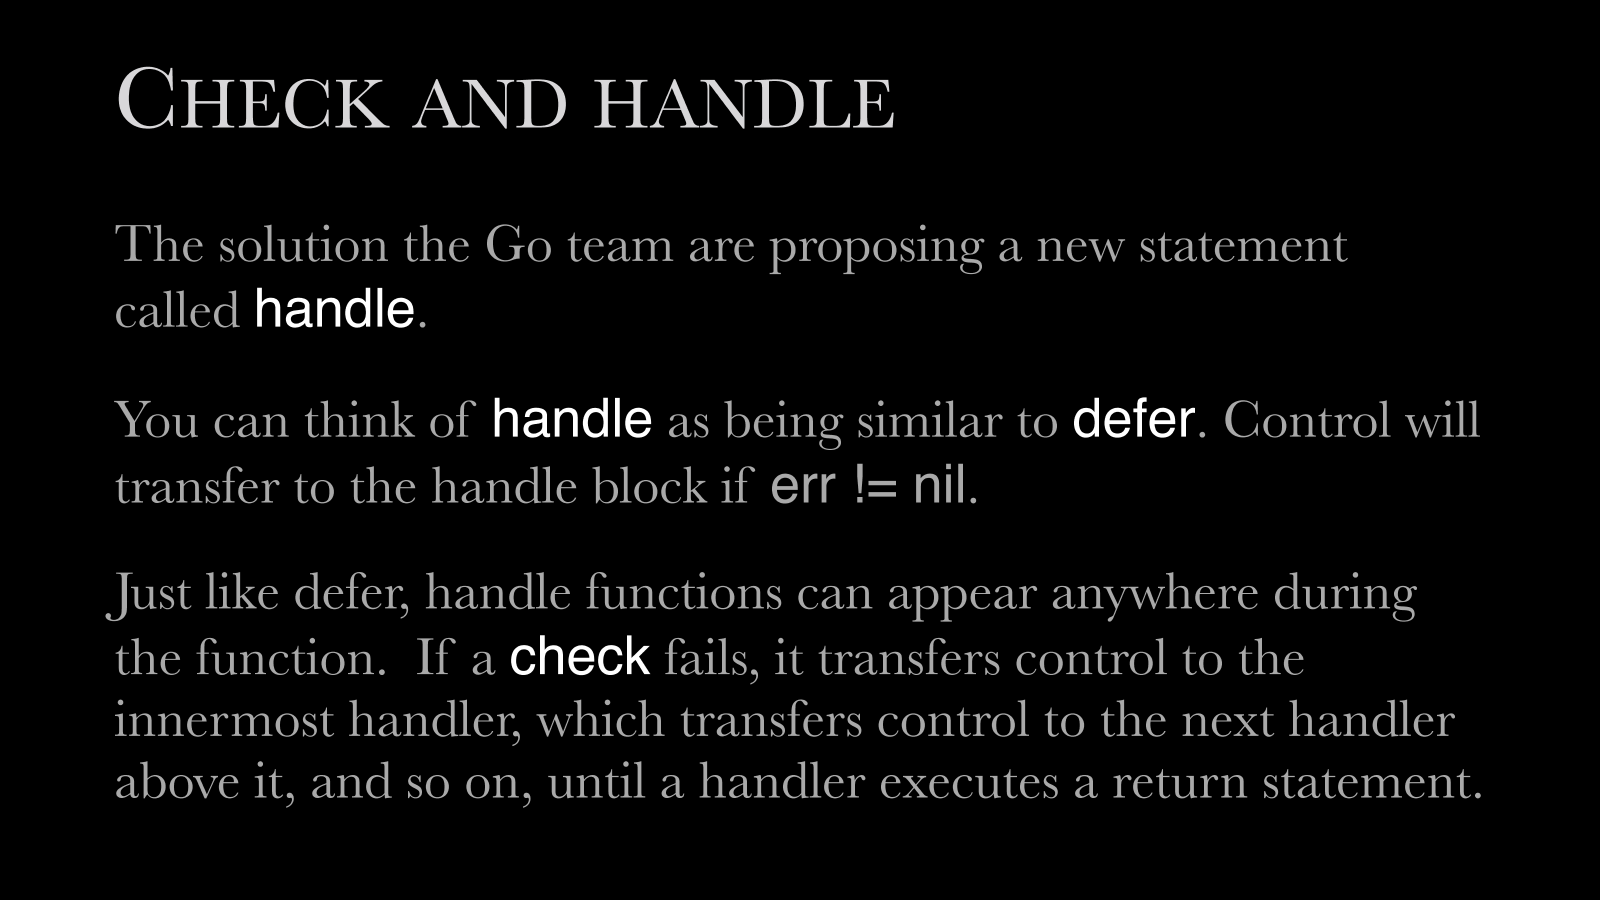 Check and handle
The solution the Go team are proposing a new statement
called handle.
You can think of handle as being similar to defer. Control will
transfer to the handle block if err != nil.
Just like defer, handle functions can appear anywhere during
the function.  If a check fails, it transfers control to the
innermost handler, which transfers control to the next handler
above it, and so on, until a handler executes a return statement.